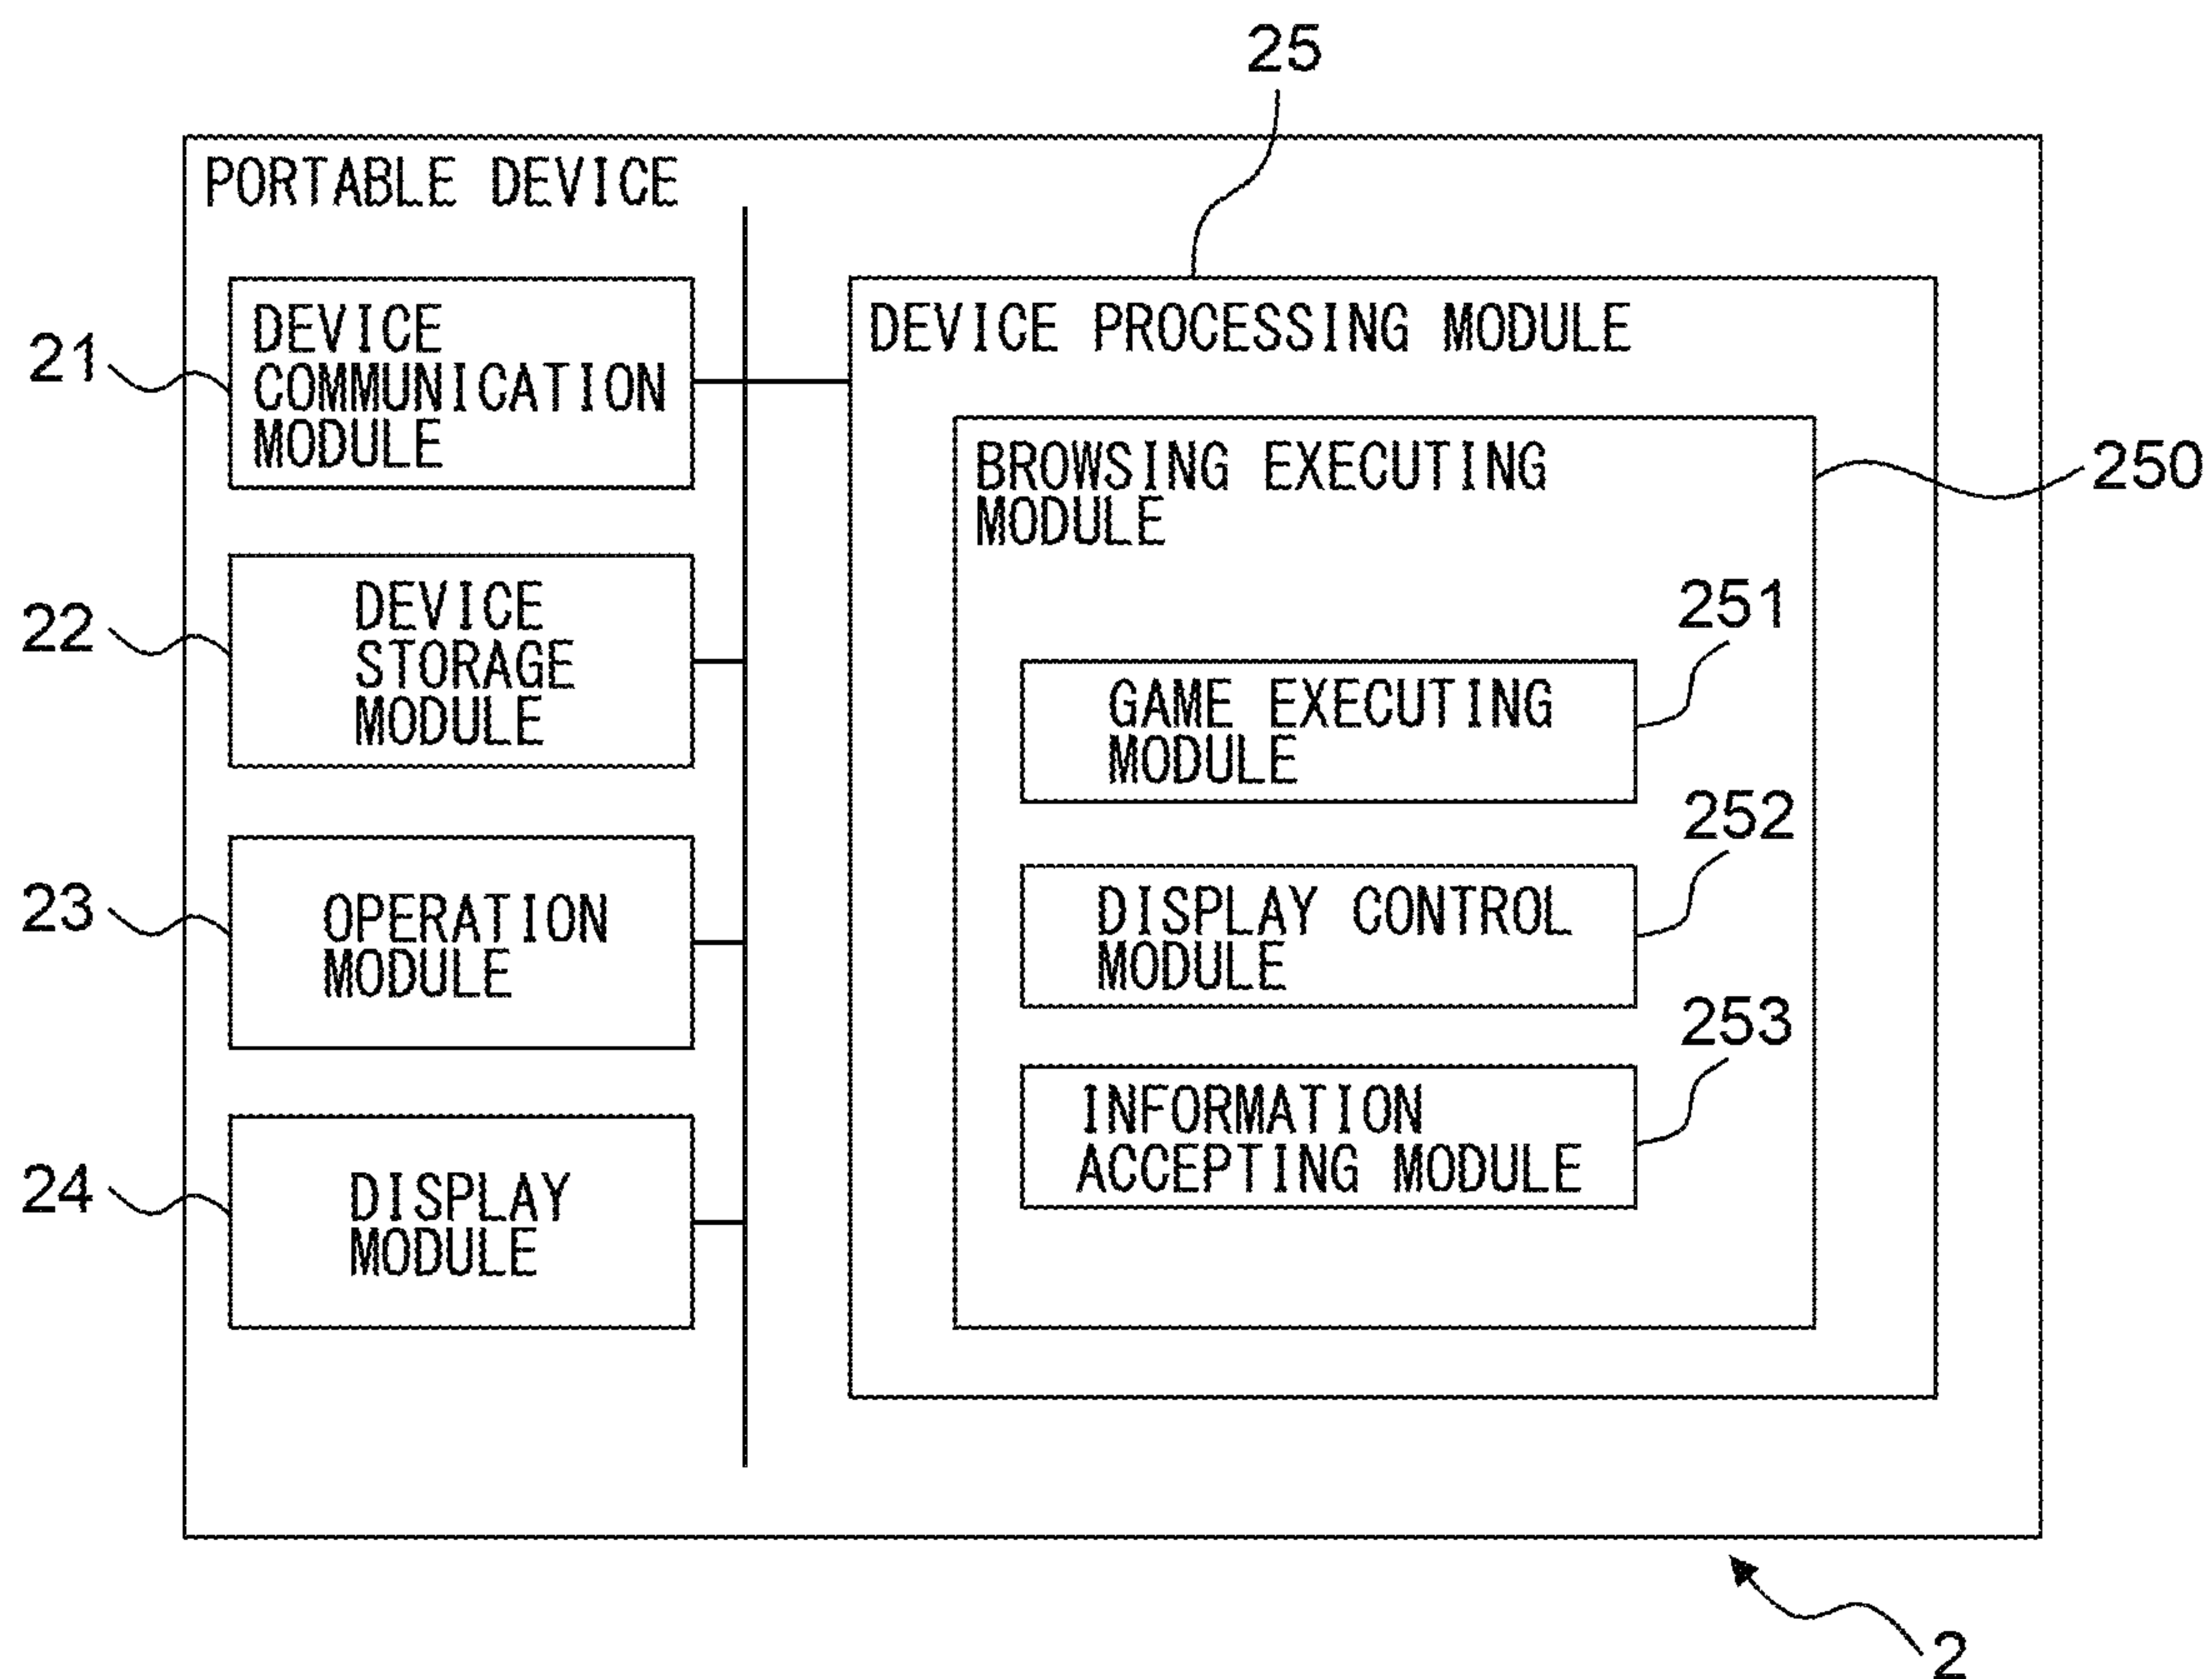 25
PORTABLE DEVICE
21
DEVICE
COMMUNICATION
MODULE
22
DEVICE
STORAGE
MODULE
23
OPERATION
MODULE
24
DISPLAY
MODULE
DEVICE PROCESSING MODULE
BROWSING EXECUTING
MODULE
250
251
GAME EXECUTING
MODULE
252
DISPLAY CONTROL
MODULE
253
INFORMATION
ACCEPTING MODULE
2